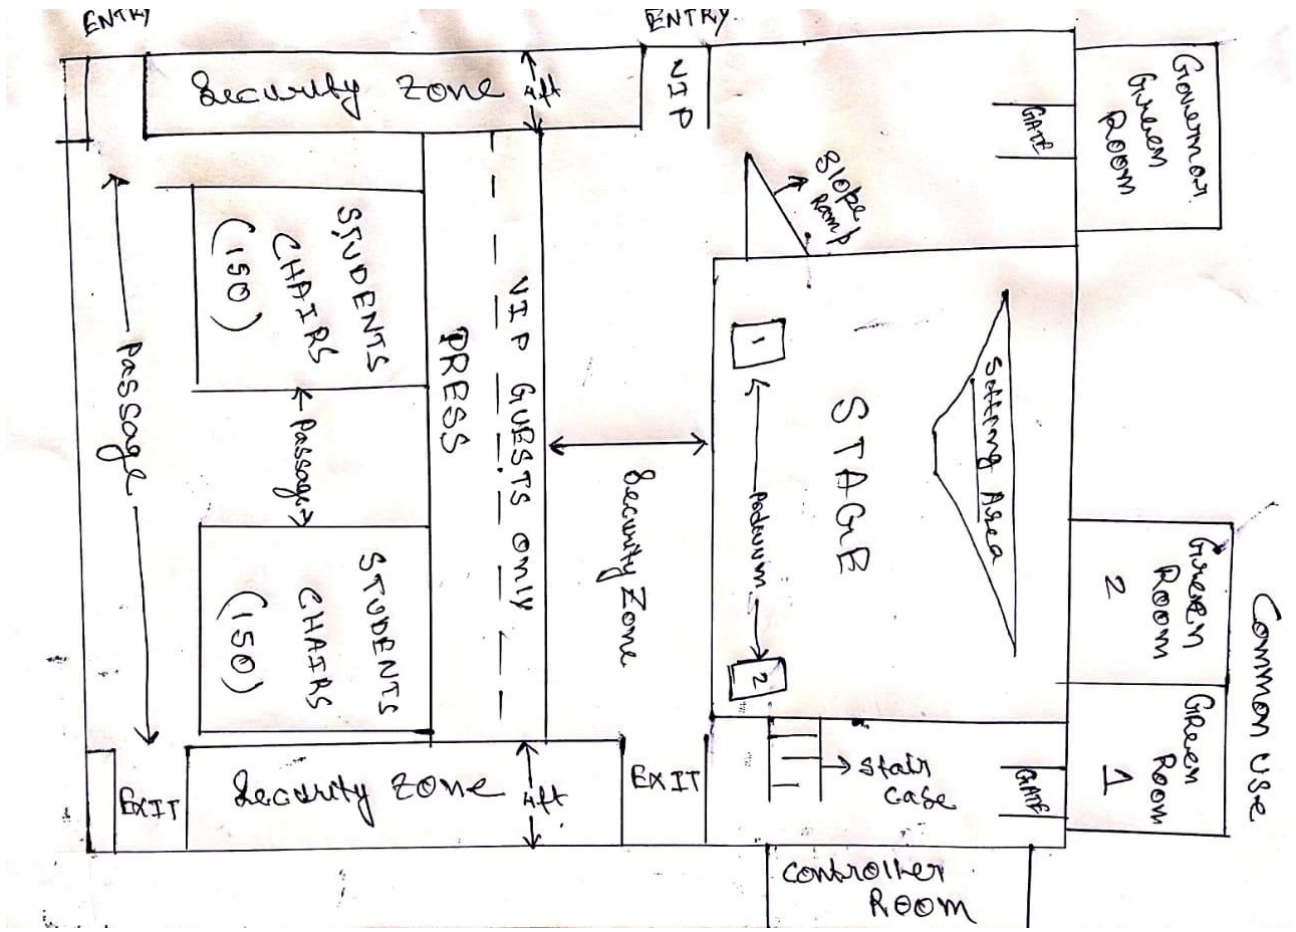 ENTRY
ENTRY
Security Zone
4ft
VIP
GATE
Governor
Green
ROOM
Slope
Ramp
STUDENTS
CHAIRS
(150)
PRESS
VIP GUESTS ONLY
Passage
Passage
1
STAGE
Sitting Area
Security Zone
Podiuum
2
STUDENTS
CHAIRS
(150)
Green
ROOM
2
Green
Room
1
Common Use
EXIT
Security Zone
4ft
EXIT
Stair
Case
GATE
Controller
ROOM